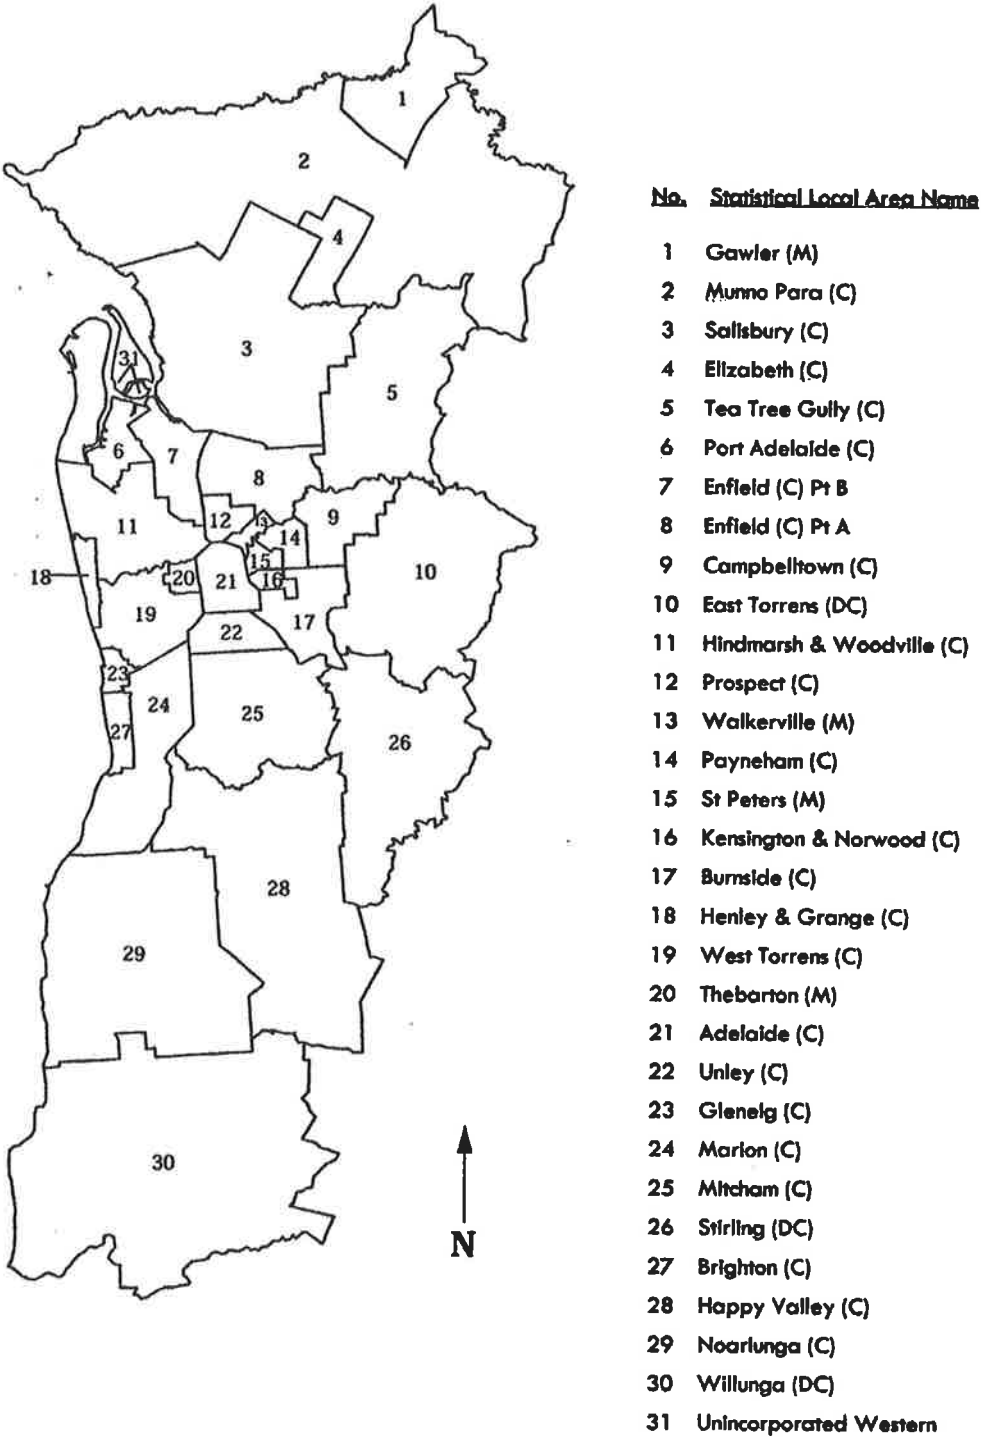 1
2
4
3
31
5
6
7
8
12
13
9
11
14
15
10
18
20
21
16
19
17
22
23
24
25
27
26
28
29
30
N
No. Statistical Local Area Name
1 Gawler (M)
2 Munno Para (C)
3 Salisbury (C)
4 Elizabeth (C)
5 Tea Tree Gully (C)
6 Port Adelaide (C)
7 Enfield (C) Pt B
8 Enfield (C) Pt A
9 Campbelltown (C)
10 East Torrens (DC)
11 Hindmarsh & Woodville (C)
12 Prospect (C)
13 Walkerville (M)
14 Payneham (C)
15 St Peters (M)
16 Kensington & Norwood (C)
17 Burnside (C)
18 Henley & Grange (C)
19 West Torrens (C)
20 Thebarton (M)
21 Adelaide (C)
22 Unley (C)
23 Glenelg (C)
24 Marion (C)
25 Mitcham (C)
26 Stirling (DC)
27 Brighton (C)
28 Happy Valley (C)
29 Noarlunga (C)
30 Willunga (DC)
31 Unincorporated Western